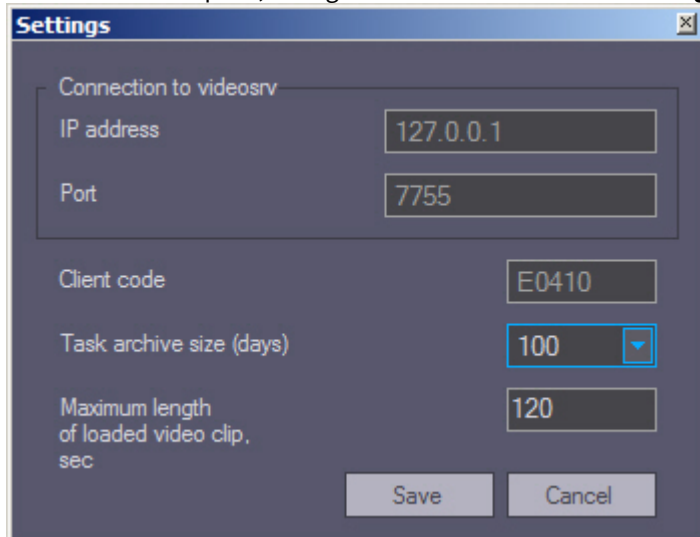 Settings
Connection to videosrv
IP address
127.0.0.1
Port
7755
Client code
E0410
Task archive size (days)
100
Maximum length
of loaded video clip,
sec
120
Save
Cancel